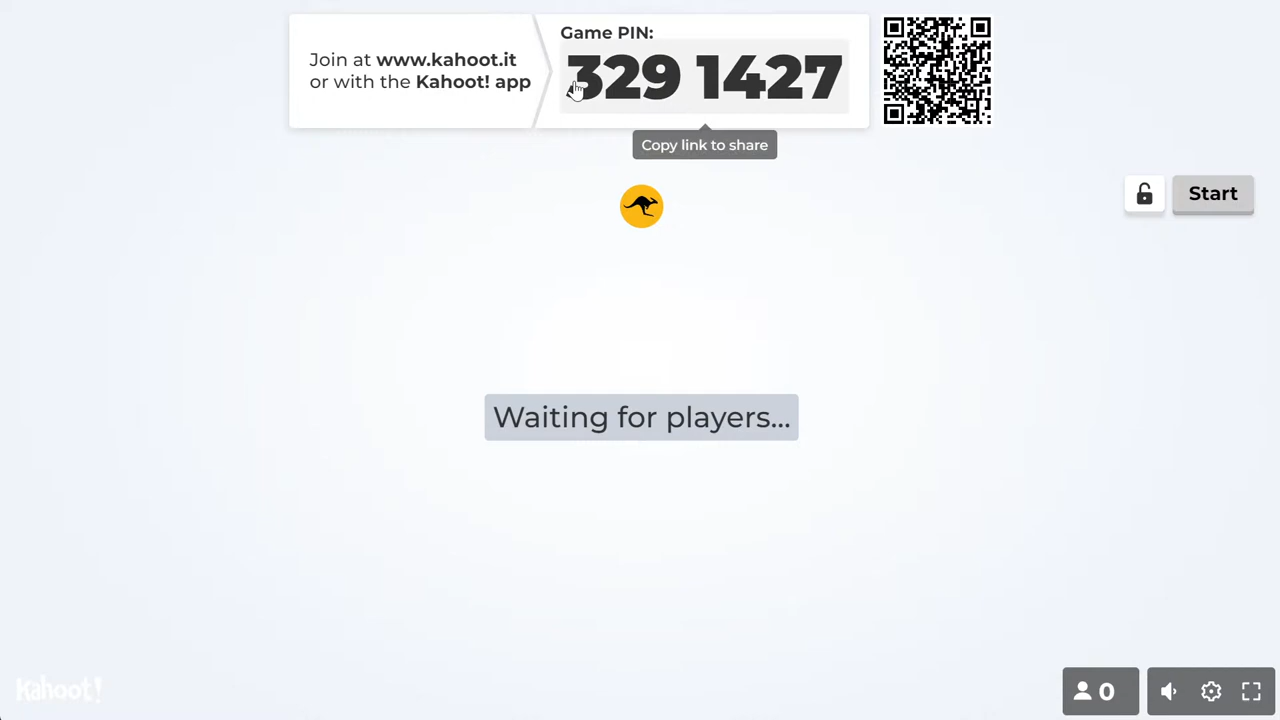 Join at www.kahoot.it
or with the Kahoot! app
Game PIN:
329 1427
Copy link to share
Start
Waiting for players...
Kahoot!
0